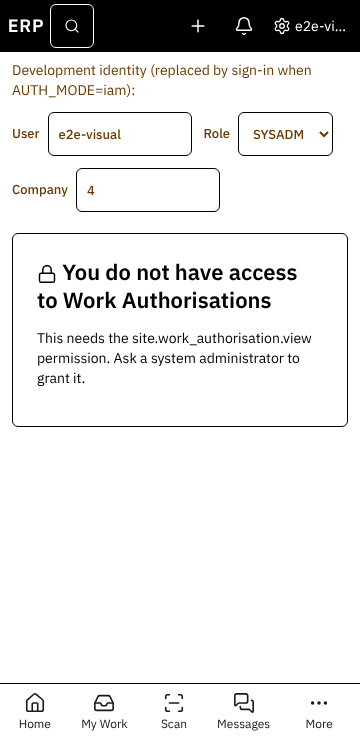 ERP
e2e-vi...
Development identity (replaced by sign-in when
AUTH_MODE=iam):
User e2e-visual Role SYSADM
Company 4
You do not have access
to Work Authorisations
This needs the site.work_authorisation.view
permission. Ask a system administrator to
grant it.
Home My Work Scan Messages More